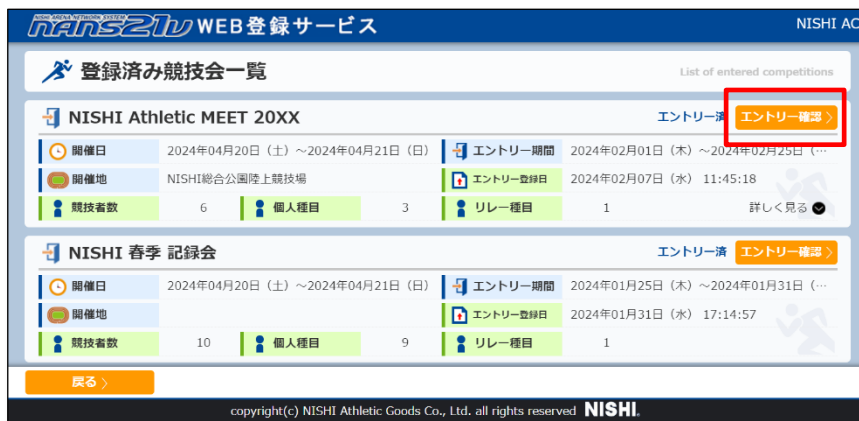 NISHI ARENA NETWORK SYSTEM
nans21V WEB登録サービス NISHI AC
登録済み競技会一覧 List of entered competitions
NISHI Athletic MEET 20XX エントリー済 エントリー確認 〉
開催日 2024年04月20日（土）～2024年04月21日（日） エントリー期間 2024年02月01日（木）～2024年02月25日（…
開催地 NISHI総合公園陸上競技場 エントリー登録日 2024年02月07日（水） 11:45:18
競技者数 6 個人種目 3 リレー種目 1 詳しく見る
NISHI 春季 記録会 エントリー済 エントリー確認 〉
開催日 2024年04月20日（土）～2024年04月21日（日） エントリー期間 2024年01月25日（木）～2024年01月31日（…
開催地 エントリー登録日 2024年01月31日（水） 17:14:57
競技者数 10 個人種目 9 リレー種目 1
戻る 〉
copyright(c) NISHI Athletic Goods Co., Ltd. all rights reserved NISHI.